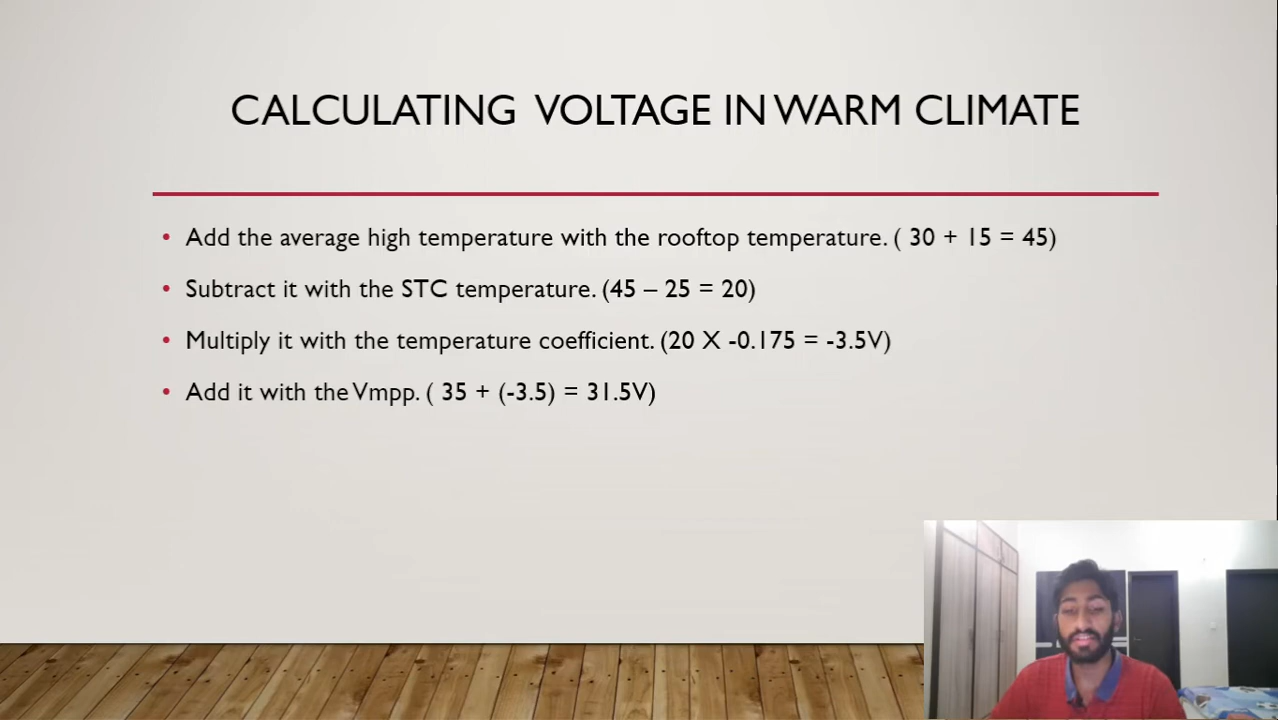 CALCULATING VOLTAGE IN WARM CLIMATE
• Add the average high temperature with the rooftop temperature. ( 30 + 15 = 45)
• Subtract it with the STC temperature. (45 – 25 = 20)
• Multiply it with the temperature coefficient. (20 X -0.175 = -3.5V)
• Add it with the Vmpp. ( 35 + (-3.5) = 31.5V)